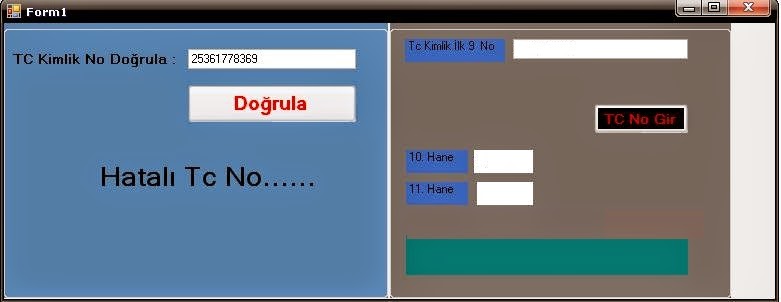 Form1
TC Kimlik No Doğrula :
25361778369
Doğrula
Hatalı Tc No......
Tc Kimlik İlk 9 No
TC No Gir
10. Hane
11. Hane